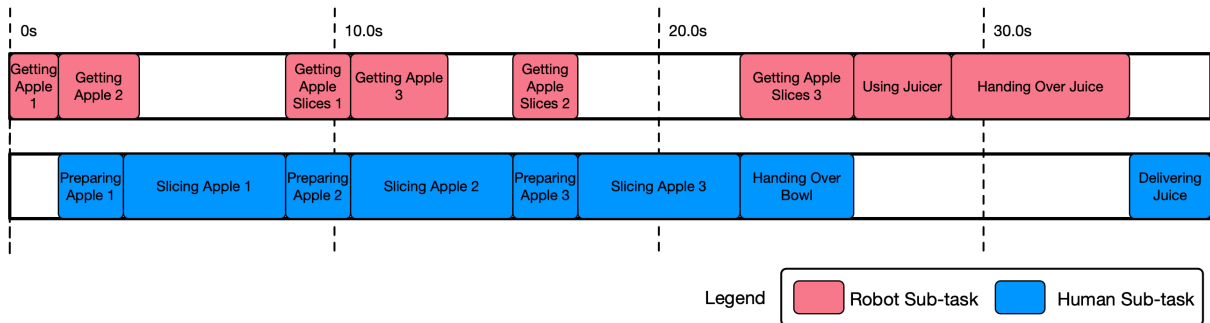 0s
10.0s
20.0s
30.0s
Getting
Apple
1
Getting
Apple 2
Getting
Apple
Slices 1
Getting Apple
3
Getting
Apple
Slices 2
Getting Apple
Slices 3
Using Juicer
Handing Over Juice
Preparing
Apple 1
Slicing Apple 1
Preparing
Apple 2
Slicing Apple 2
Preparing
Apple 3
Slicing Apple 3
Handing Over
Bowl
Delivering
Juice
Legend
Robot Sub-task
Human Sub-task